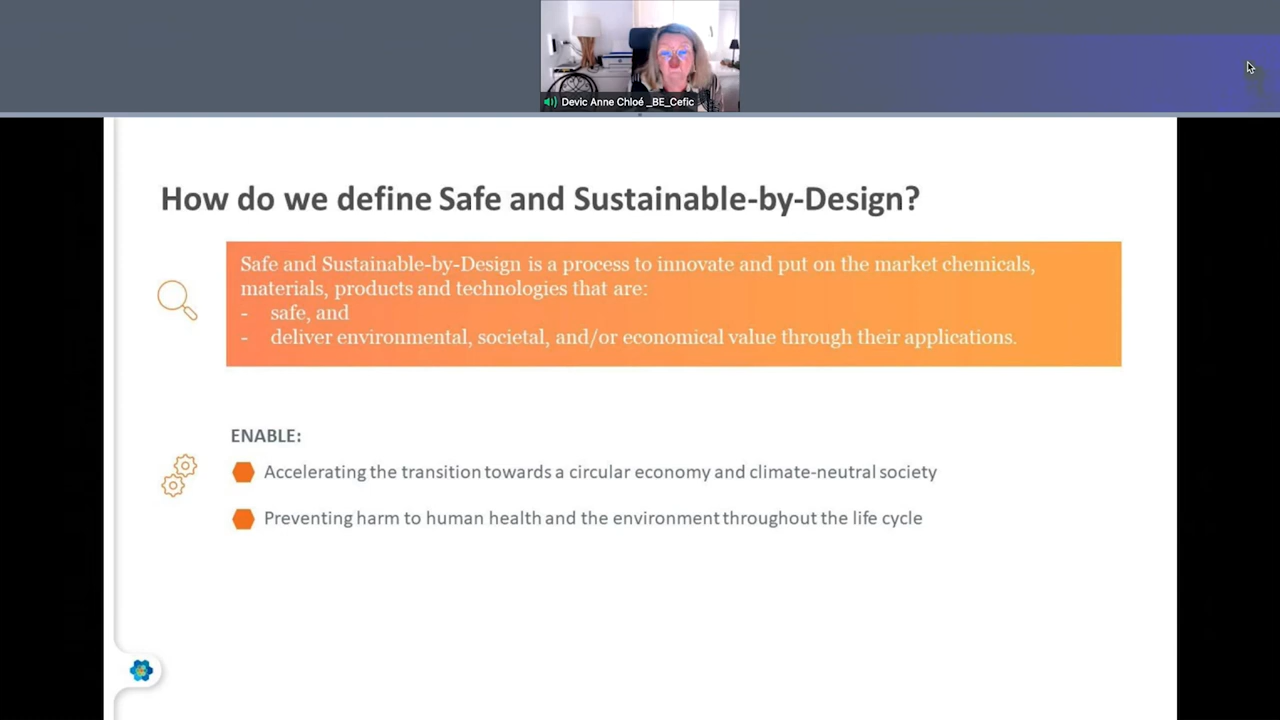 Devic Anne Chloé _BE_Cefic
How do we define Safe and Sustainable-by-Design?
Safe and Sustainable-by-Design is a process to innovate and put on the market chemicals,
materials, products and technologies that are:
- safe, and
- deliver environmental, societal, and/or economical value through their applications.
ENABLE:
Accelerating the transition towards a circular economy and climate-neutral society
Preventing harm to human health and the environment throughout the life cycle